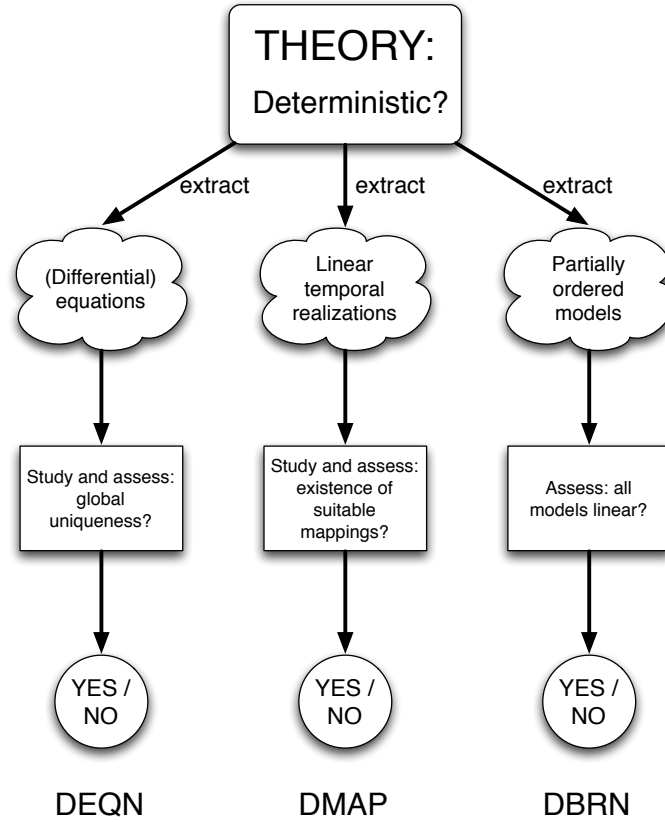 THEORY:
Deterministic?
extract
extract
extract
(Differential)
equations
Linear
temporal
realizations
Partially
ordered
models
Study and assess:
global
uniqueness?
Study and assess:
existence of
suitable
mappings?
Assess: all
models linear?
YES /
NO
YES /
NO
YES /
NO
DEQN
DMAP
DBRN